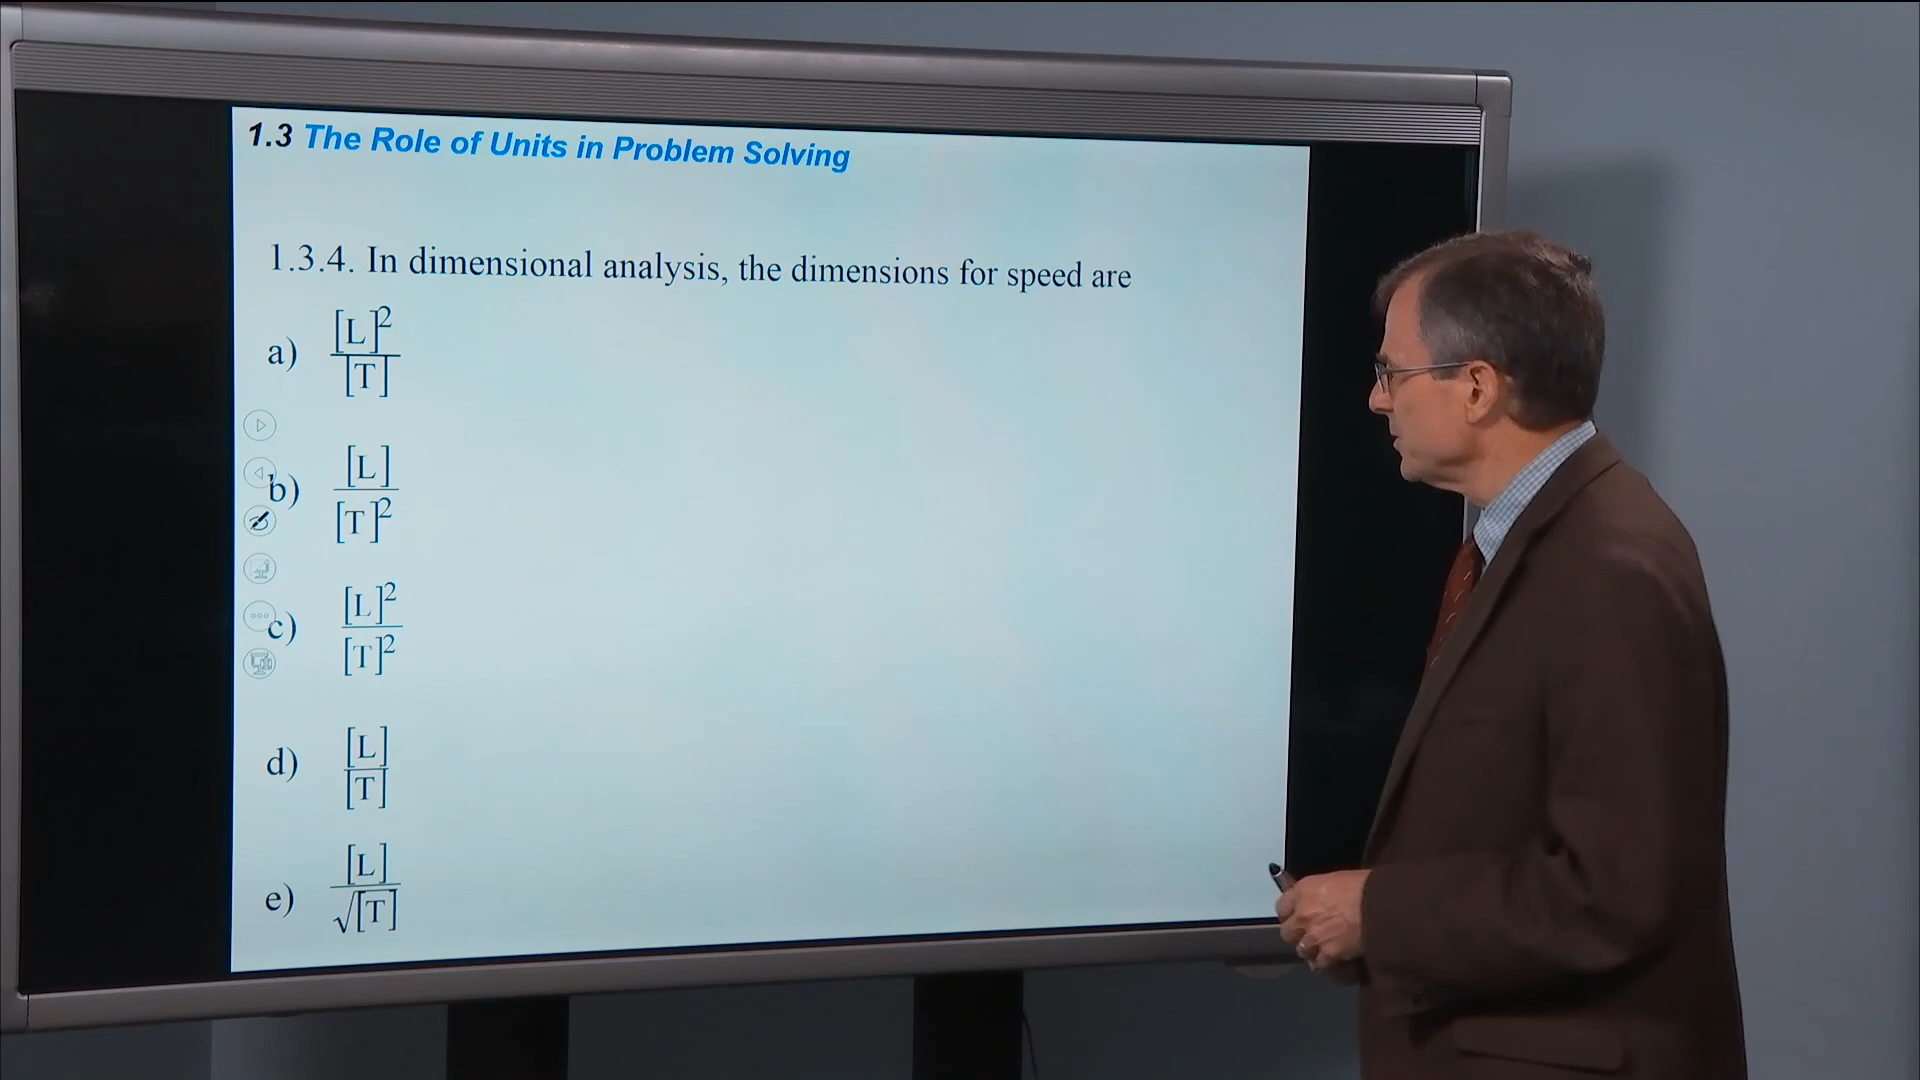 1.3 The Role of Units in Problem Solving
1.3.4. In dimensional analysis, the dimensions for speed are
a) [L]²/[T]
b) [L]/[T]²
c) [L]²/[T]²
d) [L]/[T]
e) [L]/√[T]